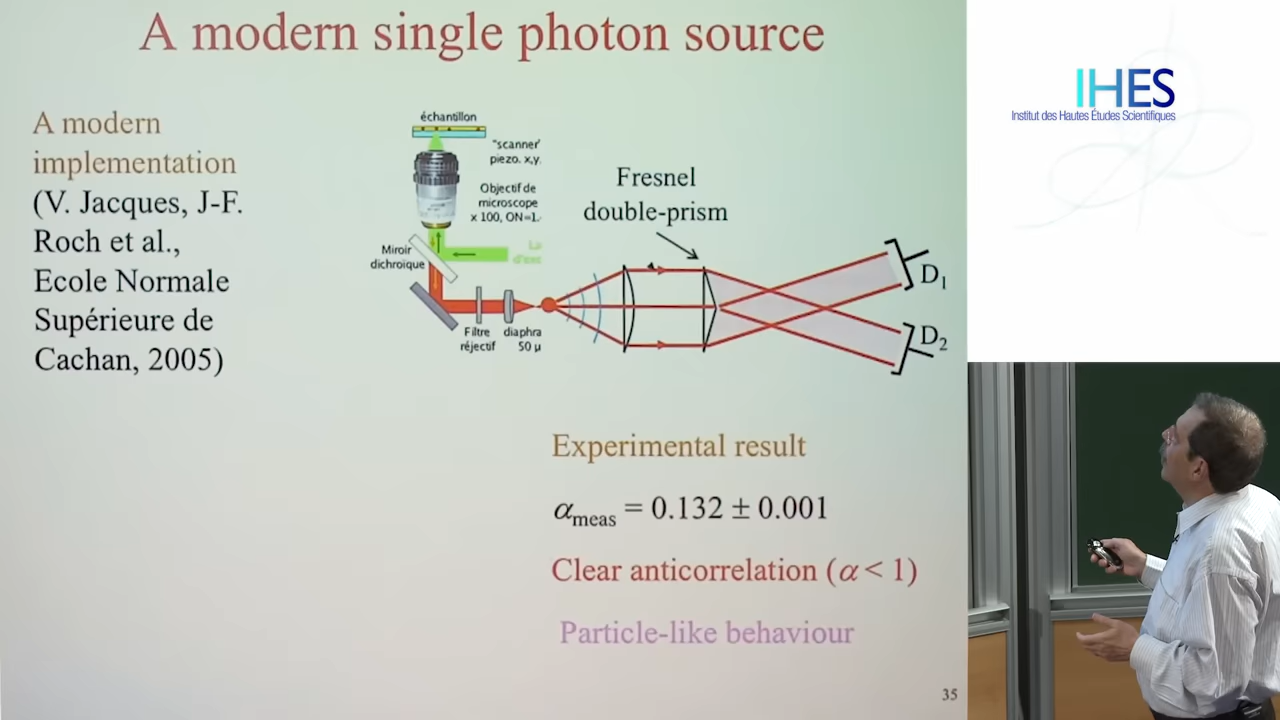 A modern single photon source
A modern
implementation
(V. Jacques, J-F.
Roch et al.,
Ecole Normale
Supérieure de
Cachan, 2005)
échantillon
"scanner'
piezo. x,y.
Objectif de
microscope
x 100, ON=1.
Miroir
dichroïque
La
d'exc
Filtre
réjectif
diaphra
50 µ
Fresnel
double-prism
D1
D2
Experimental result
αmeas = 0.132 ± 0.001
Clear anticorrelation (α < 1)
Particle-like behaviour
35
IHES
Institut des Hautes Études Scientifiques